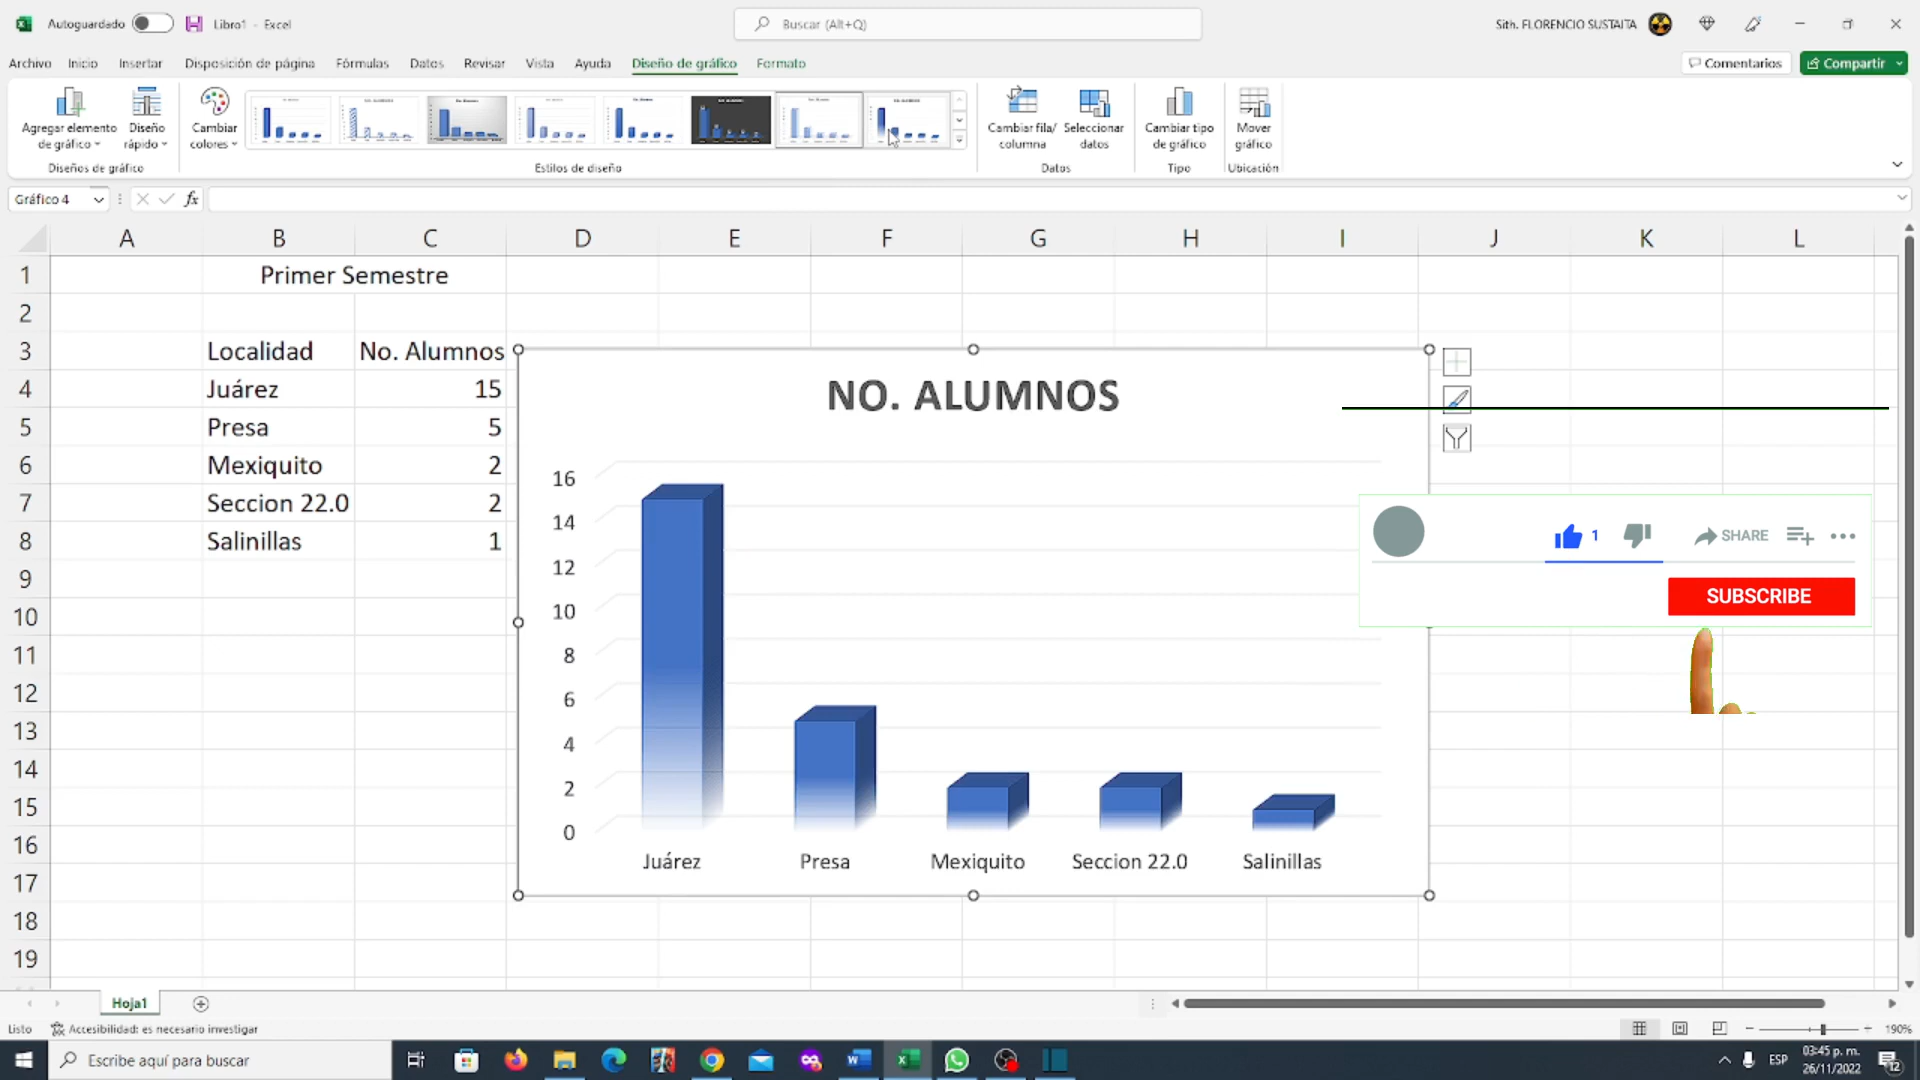 Autoguardado
Libro1 - Excel
Buscar (Alt+Q)
Sith. FLORENCIO SUSTAITA
Archivo Inicio Insertar Disposición de página Fórmulas Datos Revisar Vista Ayuda Diseño de gráfico Formato
Comentarios
Compartir
Agregar elemento de gráfico
Diseño rápido
Cambiar colores
Cambiar fila/ columna
Seleccionar datos
Cambiar tipo de gráfico
Mover gráfico
Diseños de gráfico
Estilos de diseño
Datos
Tipo
Ubicación
Gráfico 4
fx
A B C D E F G H I J K L
1 Primer Semestre
2
3 Localidad No. Alumnos
4 Juárez 15
5 Presa 5
6 Mexiquito 2
7 Seccion 22.0 2
8 Salinillas 1
9
10
11
12
13
14
15
16
17
18
19
NO. ALUMNOS
16
14
12
10
8
6
4
2
0
Juárez Presa Mexiquito Seccion 22.0 Salinillas
1
SHARE
SUBSCRIBE
Hoja1
Listo
Accesibilidad: es necesario investigar
190%
Escribe aquí para buscar
ESP
03:45 p. m.
26/11/2022
12